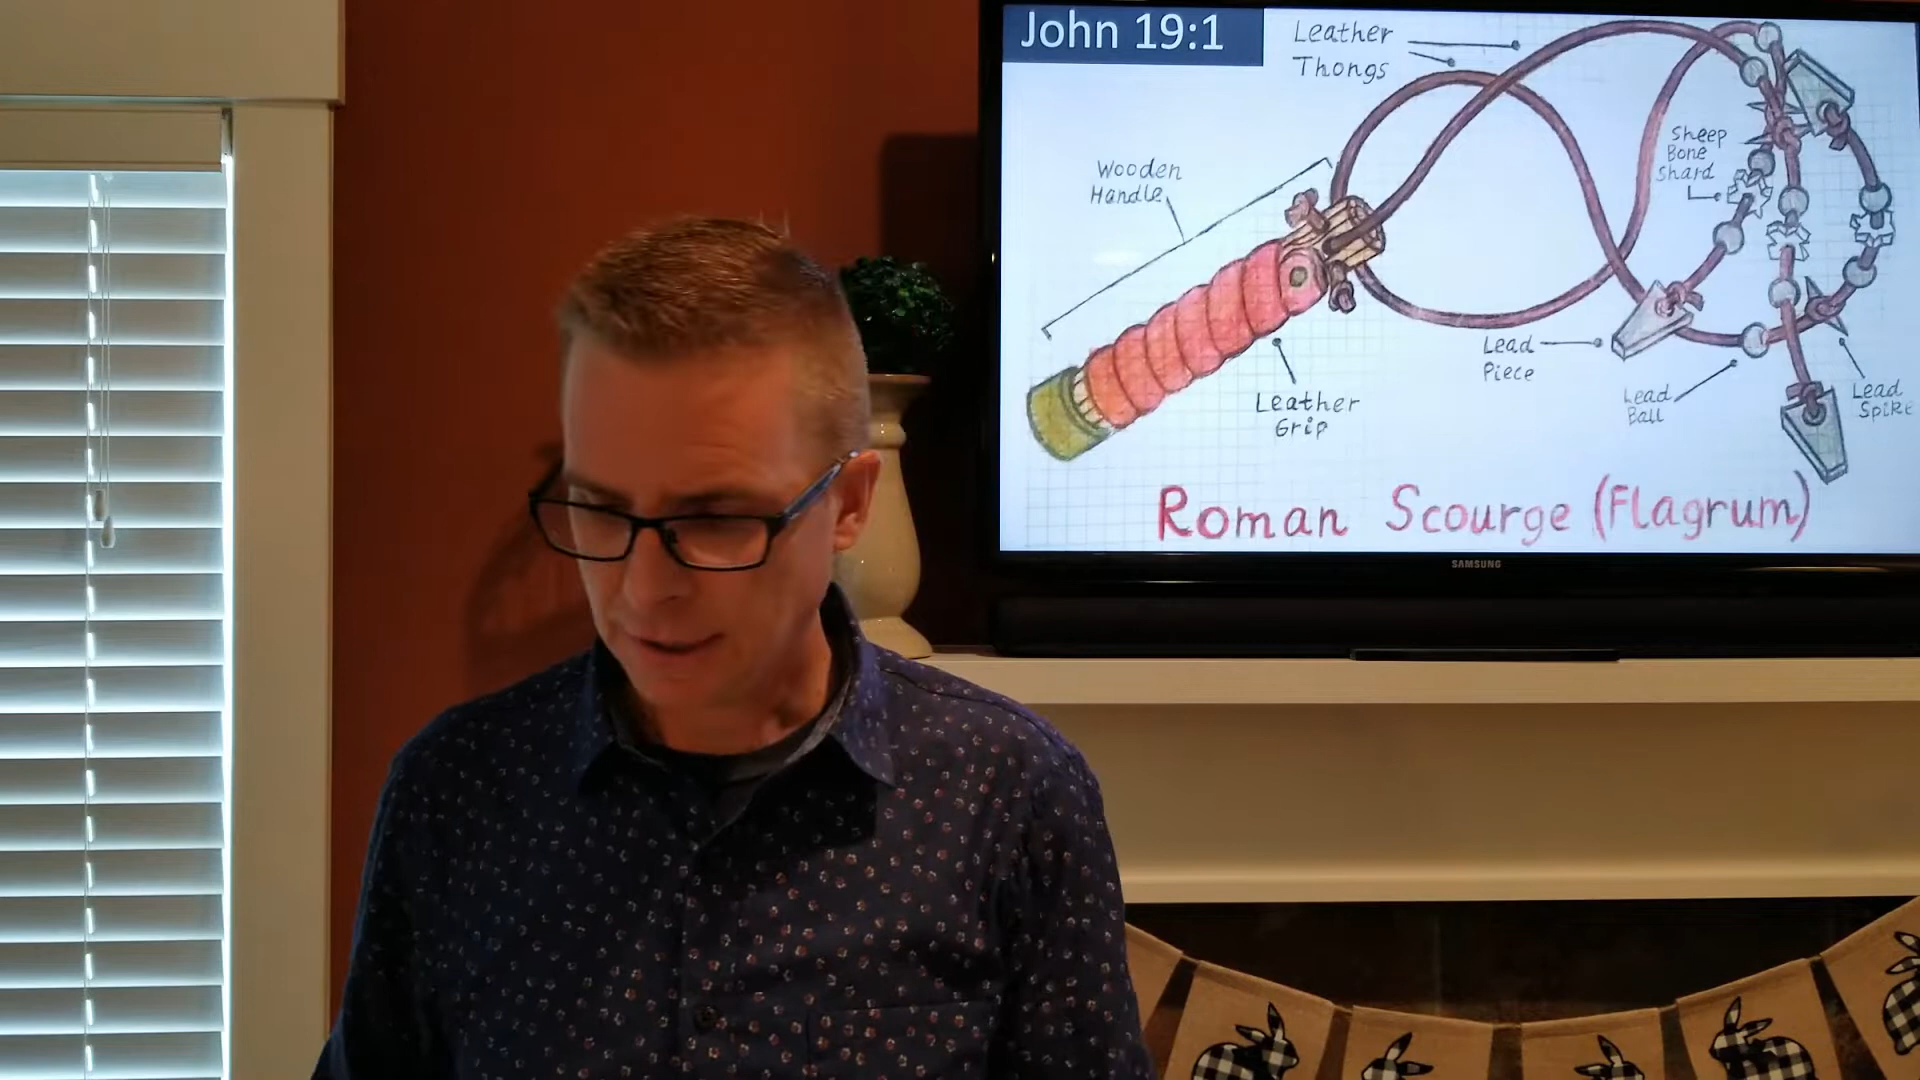 John 19:1
Leather
Thongs
Sheep
Bone
Shard
Wooden
Handle
Lead
Piece
Lead
Ball
Lead
Spike
Leather
Grip
Roman Scourge (Flagrum)
SAMSUNG